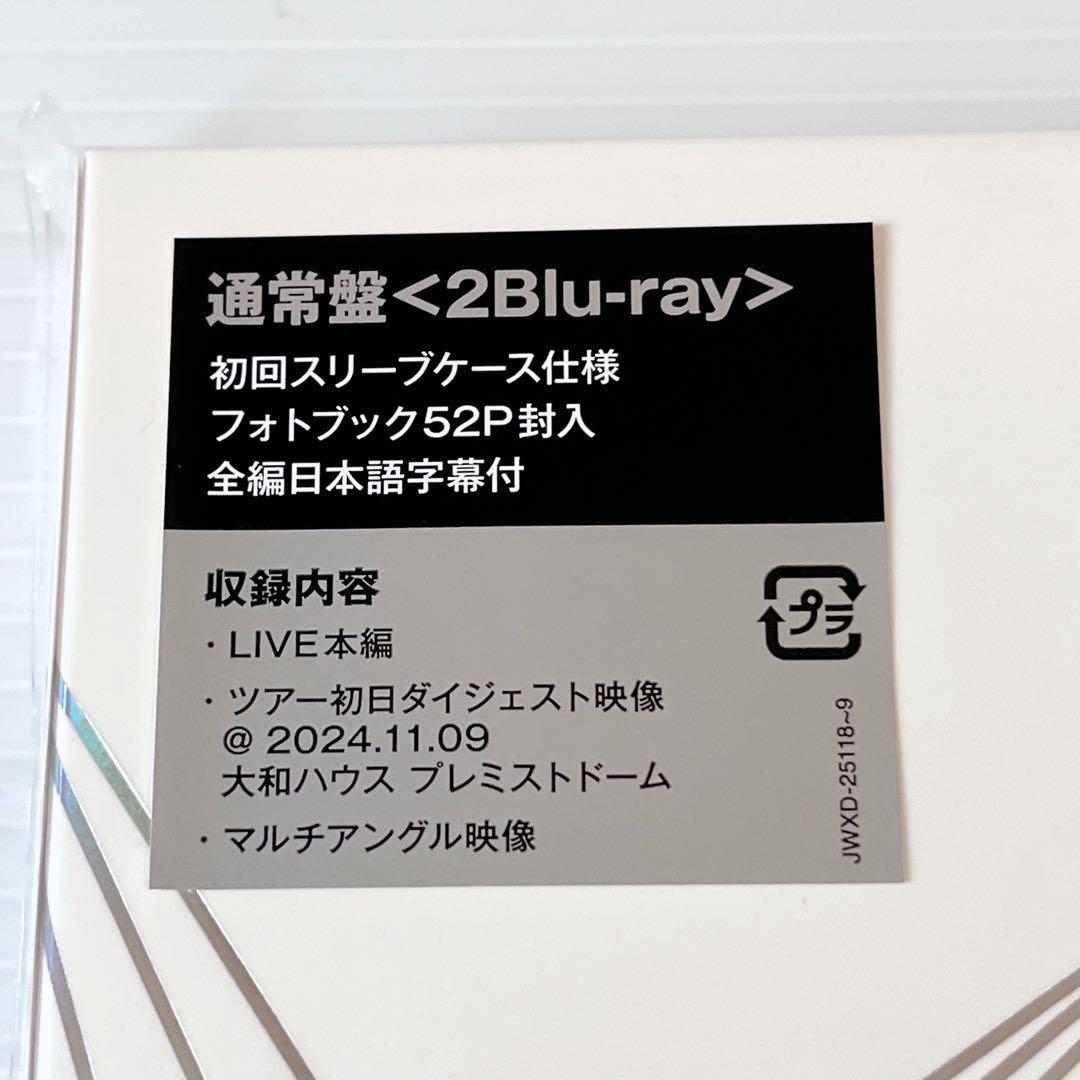 通常盤<2Blu-ray>
初回スリーブケース仕様
フォトブック52P封入
全編日本語字幕付
収録内容
・LIVE本編
・ツアー初日ダイジェスト映像
@ 2024.11.09
大和ハウス プレミストドーム
・マルチアングル映像
プラ
JWXD-25118~9